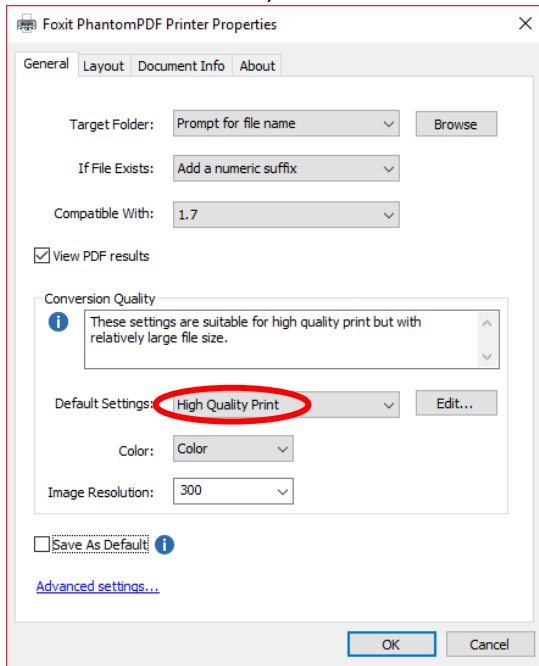 Foxit PhantomPDF Printer Properties
General Layout Document Info About
Target Folder: Prompt for file name Browse
If File Exists: Add a numeric suffix
Compatible With: 1.7
View PDF results
Conversion Quality
These settings are suitable for high quality print but with
relatively large file size.
Default Settings: High Quality Print Edit...
Color: Color
Image Resolution: 300
Save As Default
Advanced settings...
OK Cancel